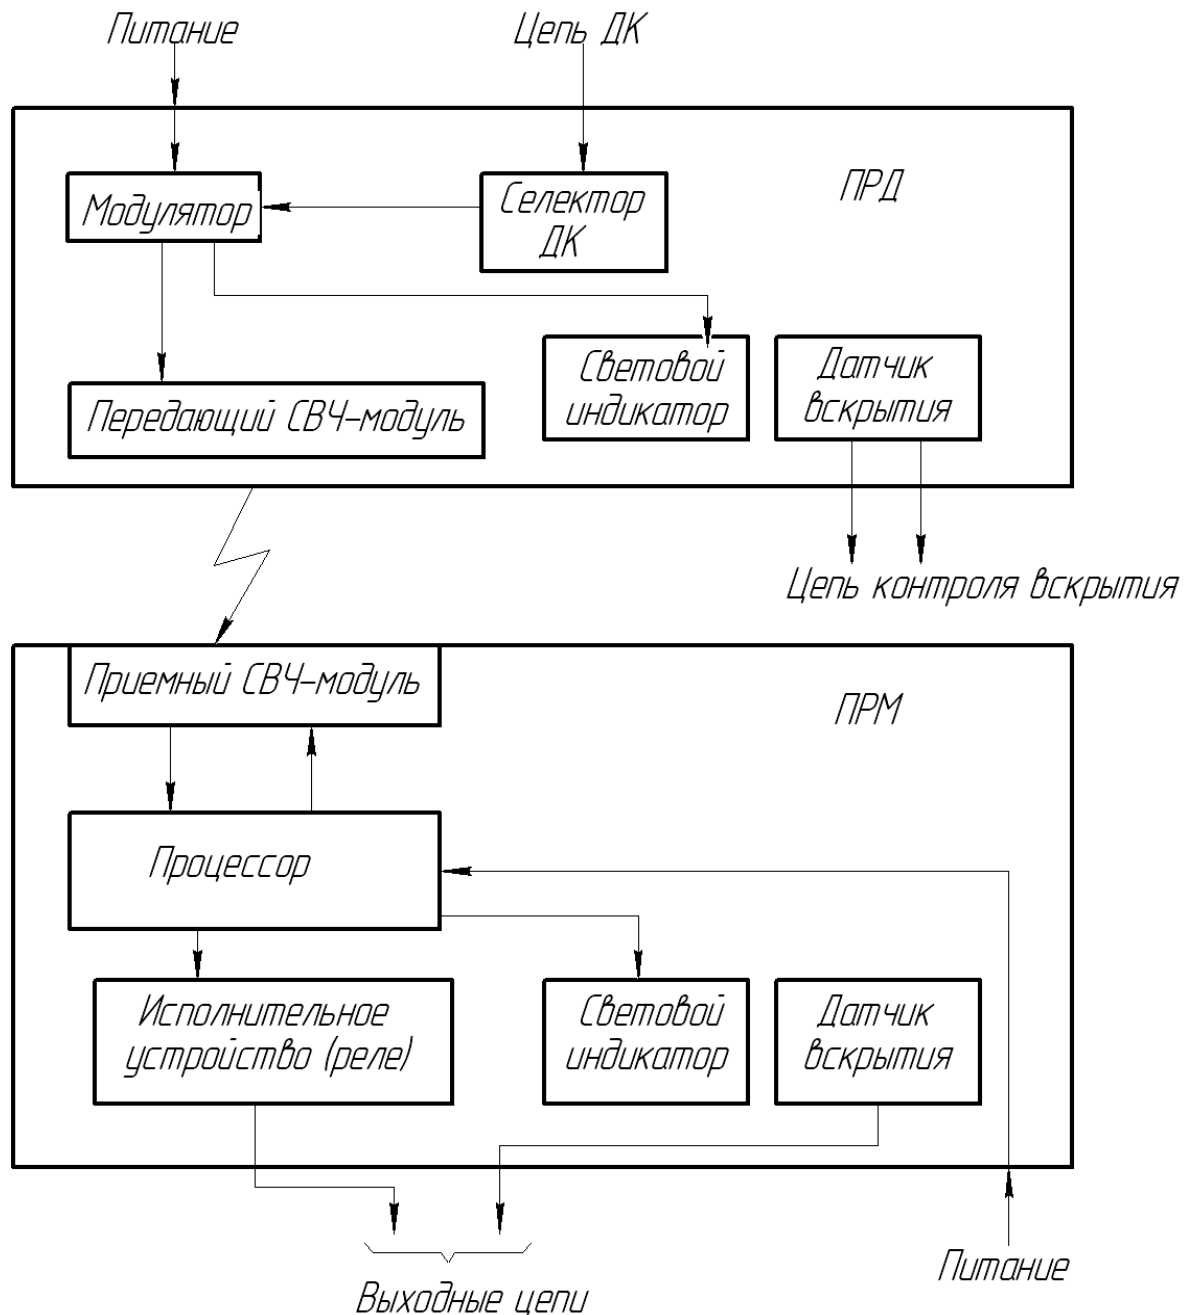 Питание
Цепь ДК
ПРД
Модулятор
Селектор
ДК
Световой
индикатор
Датчик
вскрытия
Передающий СВЧ-модуль
Цепь контроля вскрытия
Приемный СВЧ-модуль
ПРМ
Процессор
Исполнительное
устройство (реле)
Световой
индикатор
Датчик
вскрытия
Питание
Выходные цепи